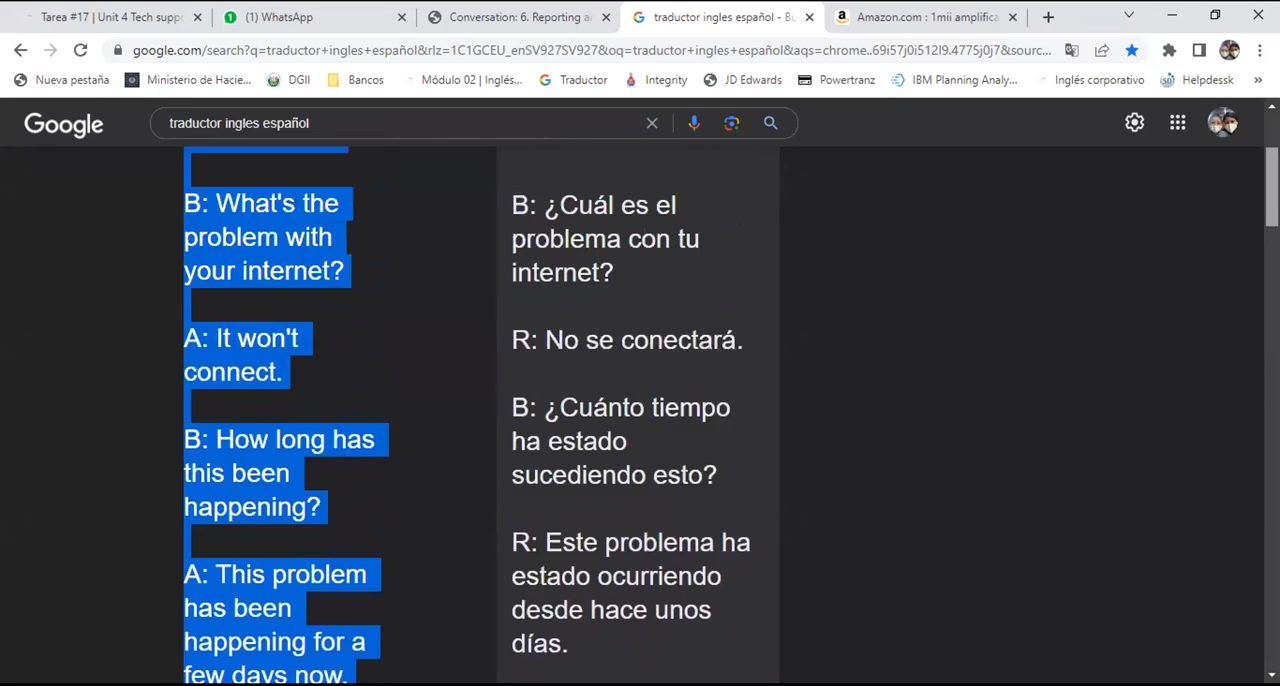 Tarea #17 | Unit 4 Tech supp
(1) WhatsApp
Conversation: 6. Reporting a
traductor ingles español - Bu
Amazon.com : 1mii amplifica
google.com/search?q=traductor+ingles+español&rlz=1C1GCEU_enSV927SV927&oq=traductor+ingles+español&aqs=chrome..69i57j0i512l9.4775j0j7&sourc...
Nueva pestaña
Ministerio de Hacie...
DGII
Bancos
Módulo 02 | Inglés...
Traductor
Integrity
JD Edwards
Powertranz
IBM Planning Analy...
Inglés corporativo
Helpdessk
»
Google
traductor ingles español
B: What's the
problem with
your internet?
A: It won't
connect.
B: How long has
this been
happening?
A: This problem
has been
happening for a
few days now.
B: ¿Cuál es el
problema con tu
internet?
R: No se conectará.
B: ¿Cuánto tiempo
ha estado
sucediendo esto?
R: Este problema ha
estado ocurriendo
desde hace unos
días.